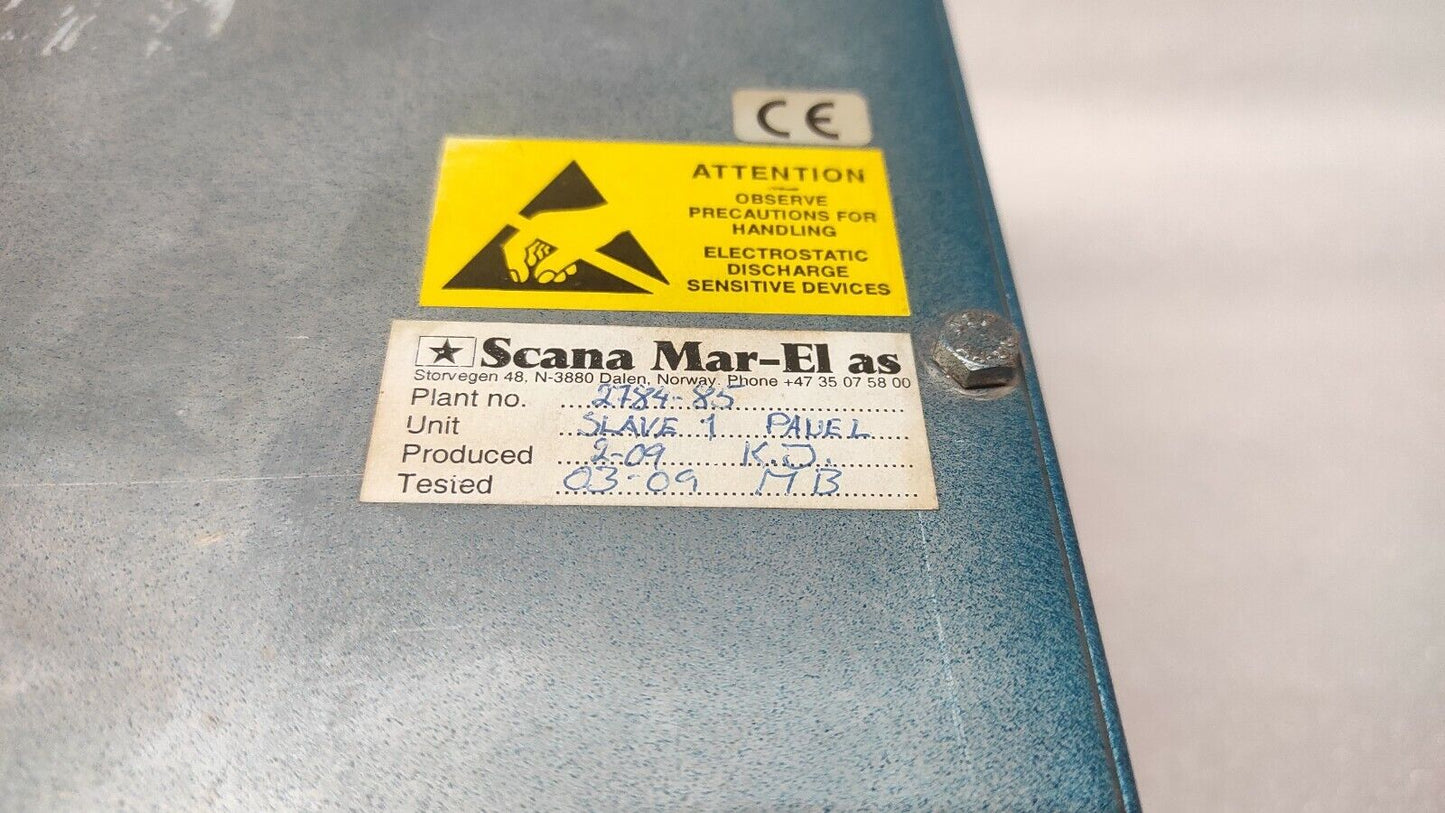 CE
ATTENTION
OBSERVE
PRECAUTIONS FOR
HANDLING
ELECTROSTATIC
DISCHARGE
SENSITIVE DEVICES
Scana Mar-El as
Storvegen 48, N-3880 Dalen, Norway. Phone +47 35 07 58 00
Plant no. 2784-85
Unit SLAVE 1 PANEL
Produced 2-09 K.J.
Tested 03-09 MB